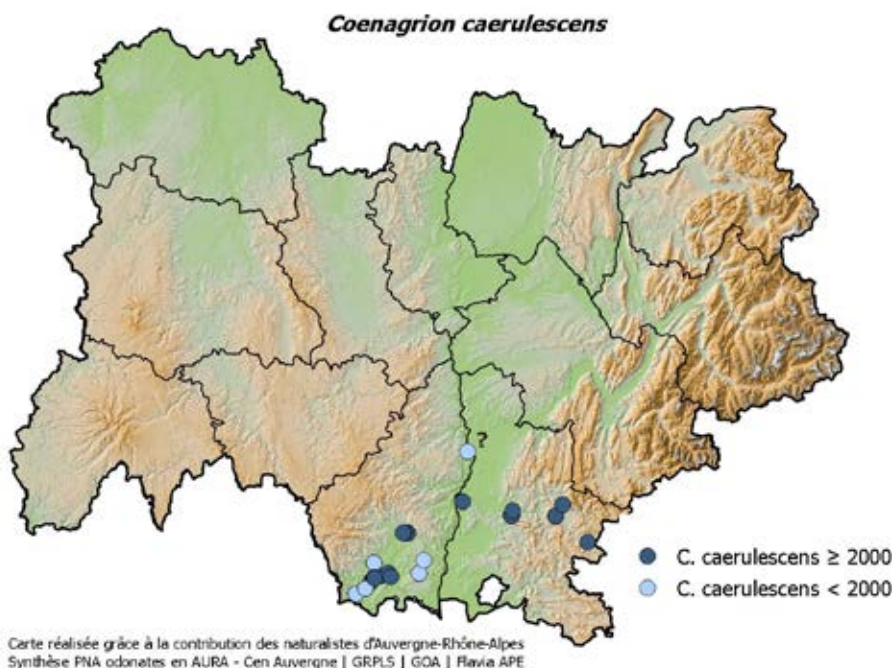 Coenagrion caerulescens
?
C. caerulescens ≥ 2000
C. caerulescens < 2000
Carte réalisée grâce à la contribution des naturalistes d'Auvergne-Rhône-Alpes
Synthèse PNA odonates en AURA - Cen Auvergne | GRPLS | GOA | Flavia APE